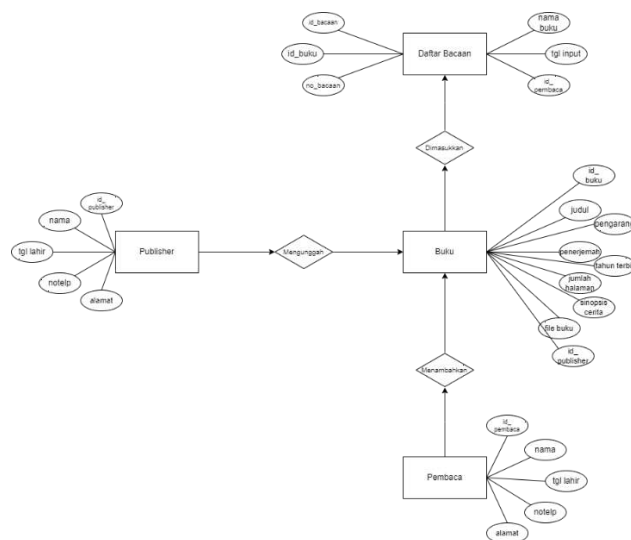 id_bacaan
id_buku
no_bacaan
Daftar Bacaan
nama
buku
tgl input
id_
pembaca
Dimasukkan
id_
publisher
nama
tgl lahir
notelp
alamat
Publisher
Mengunggah
Buku
id_
buku
judul
pengarang
penerjemah
tahun terbi
jumlah
halaman
sinopsis
cerita
file buku
id_
publisher
Menambahkan
Pembaca
id_
pembaca
nama
tgl lahir
notelp
alamat